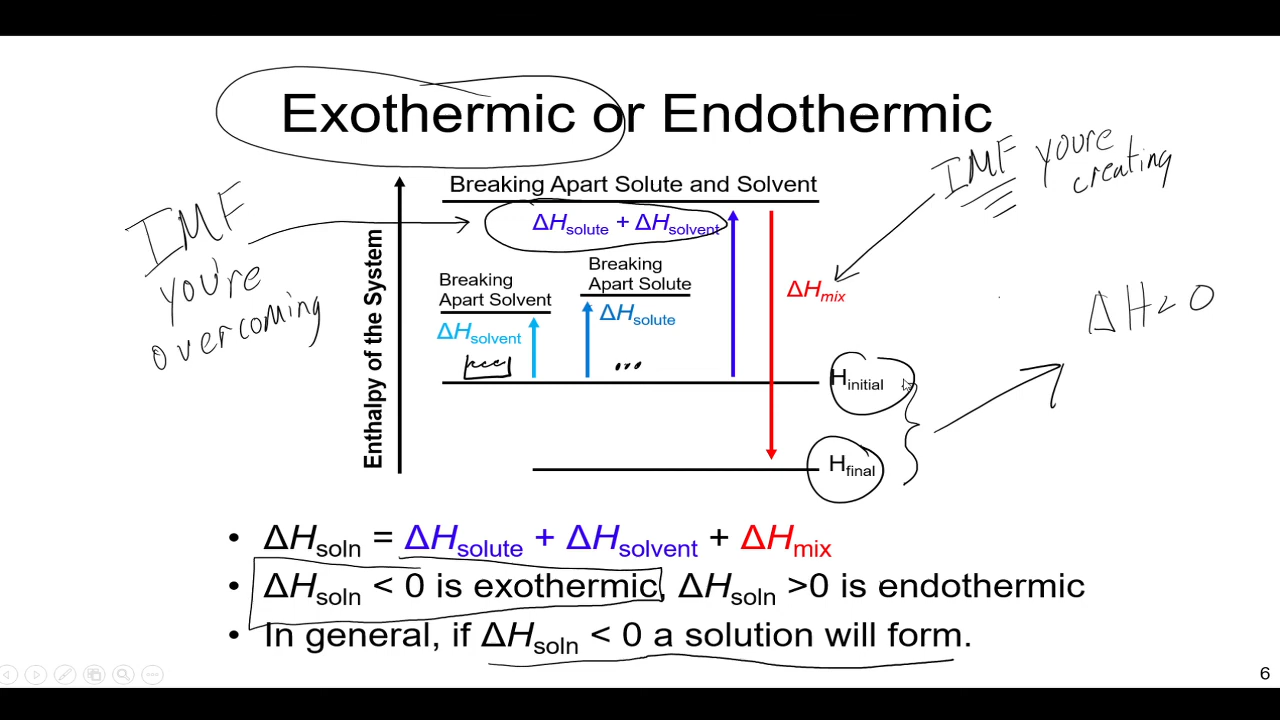 Exothermic or Endothermic
IMF
you're
overcoming
IMF you're
creating
Breaking Apart Solute and Solvent
ΔHsolute + ΔHsolvent
Enthalpy of the System
Breaking
Apart Solvent
ΔHsolvent
Breaking
Apart Solute
ΔHsolute
ΔHmix
ΔH < 0
Hinitial
Hfinal
• ΔHsoln = ΔHsolute + ΔHsolvent + ΔHmix
• ΔHsoln < 0 is exothermic, ΔHsoln >0 is endothermic
• In general, if ΔHsoln < 0 a solution will form.
6